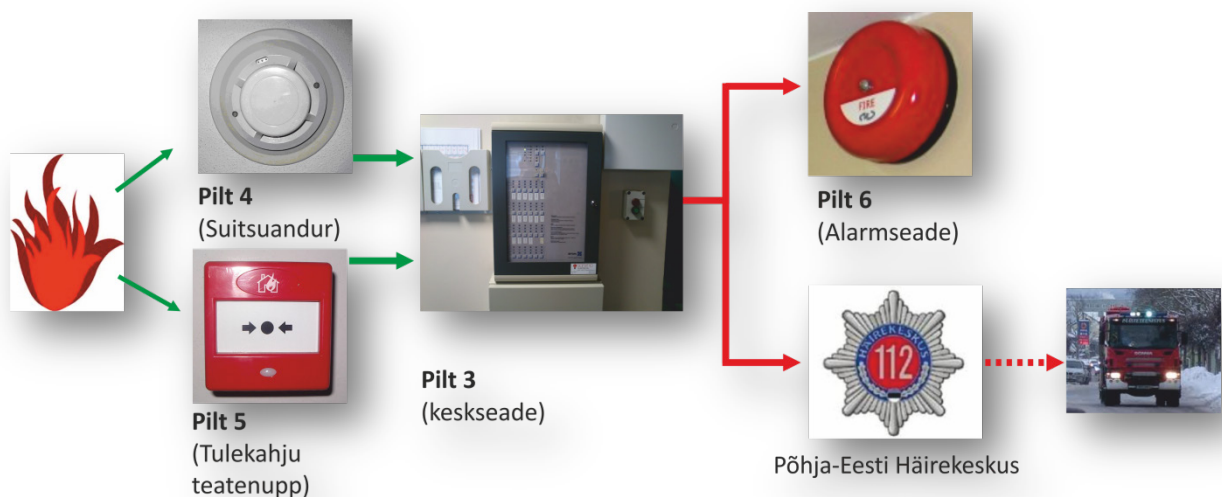 Pilt 4
(Suitsuandur)
Pilt 5
(Tulekahju
teatenupp)
Pilt 3
(keskseade)
FIRE
Pilt 6
(Alarmseade)
HÄIREKESKUS
112
Põhja-Eesti Häirekeskus